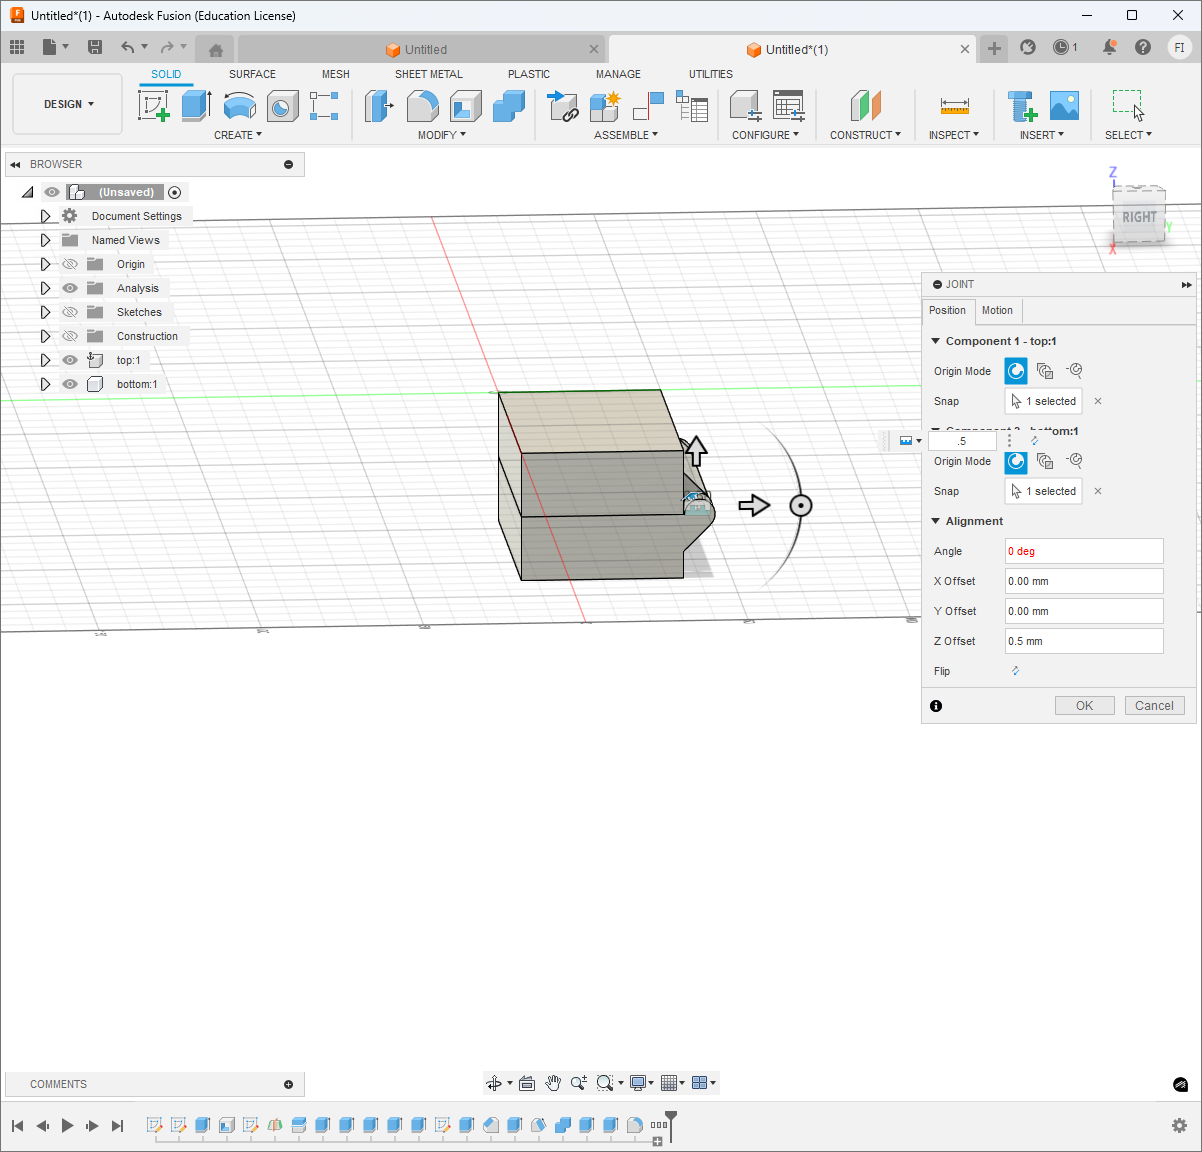 Untitled*(1) - Autodesk Fusion (Education License)
Untitled
Untitled*(1)
1
FI
DESIGN
SOLID
SURFACE
MESH
SHEET METAL
PLASTIC
MANAGE
UTILITIES
CREATE
MODIFY
ASSEMBLE
CONFIGURE
CONSTRUCT
INSPECT
INSERT
SELECT
BROWSER
(Unsaved)
Document Settings
Named Views
Origin
Analysis
Sketches
Construction
top:1
bottom:1
Z
RIGHT
Y
X
JOINT
Position
Motion
Component 1 - top:1
Origin Mode
Snap
1 selected
bottom:1
.5
Origin Mode
Snap
1 selected
Alignment
Angle
0 deg
X Offset
0.00 mm
Y Offset
0.00 mm
Z Offset
0.5 mm
Flip
OK
Cancel
COMMENTS